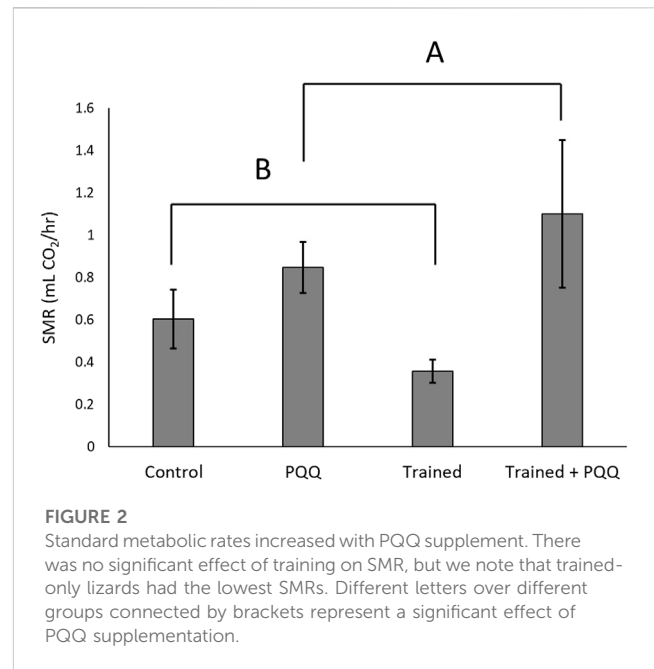 A
B
1.6
1.4
1.2
1
0.8
0.6
0.4
0.2
0
SMR (mL CO₂/hr)
Control PQQ Trained Trained + PQQ
FIGURE 2
Standard metabolic rates increased with PQQ supplement. There
was no significant effect of training on SMR, but we note that trained-
only lizards had the lowest SMRs. Different letters over different
groups connected by brackets represent a significant effect of
PQQ supplementation.